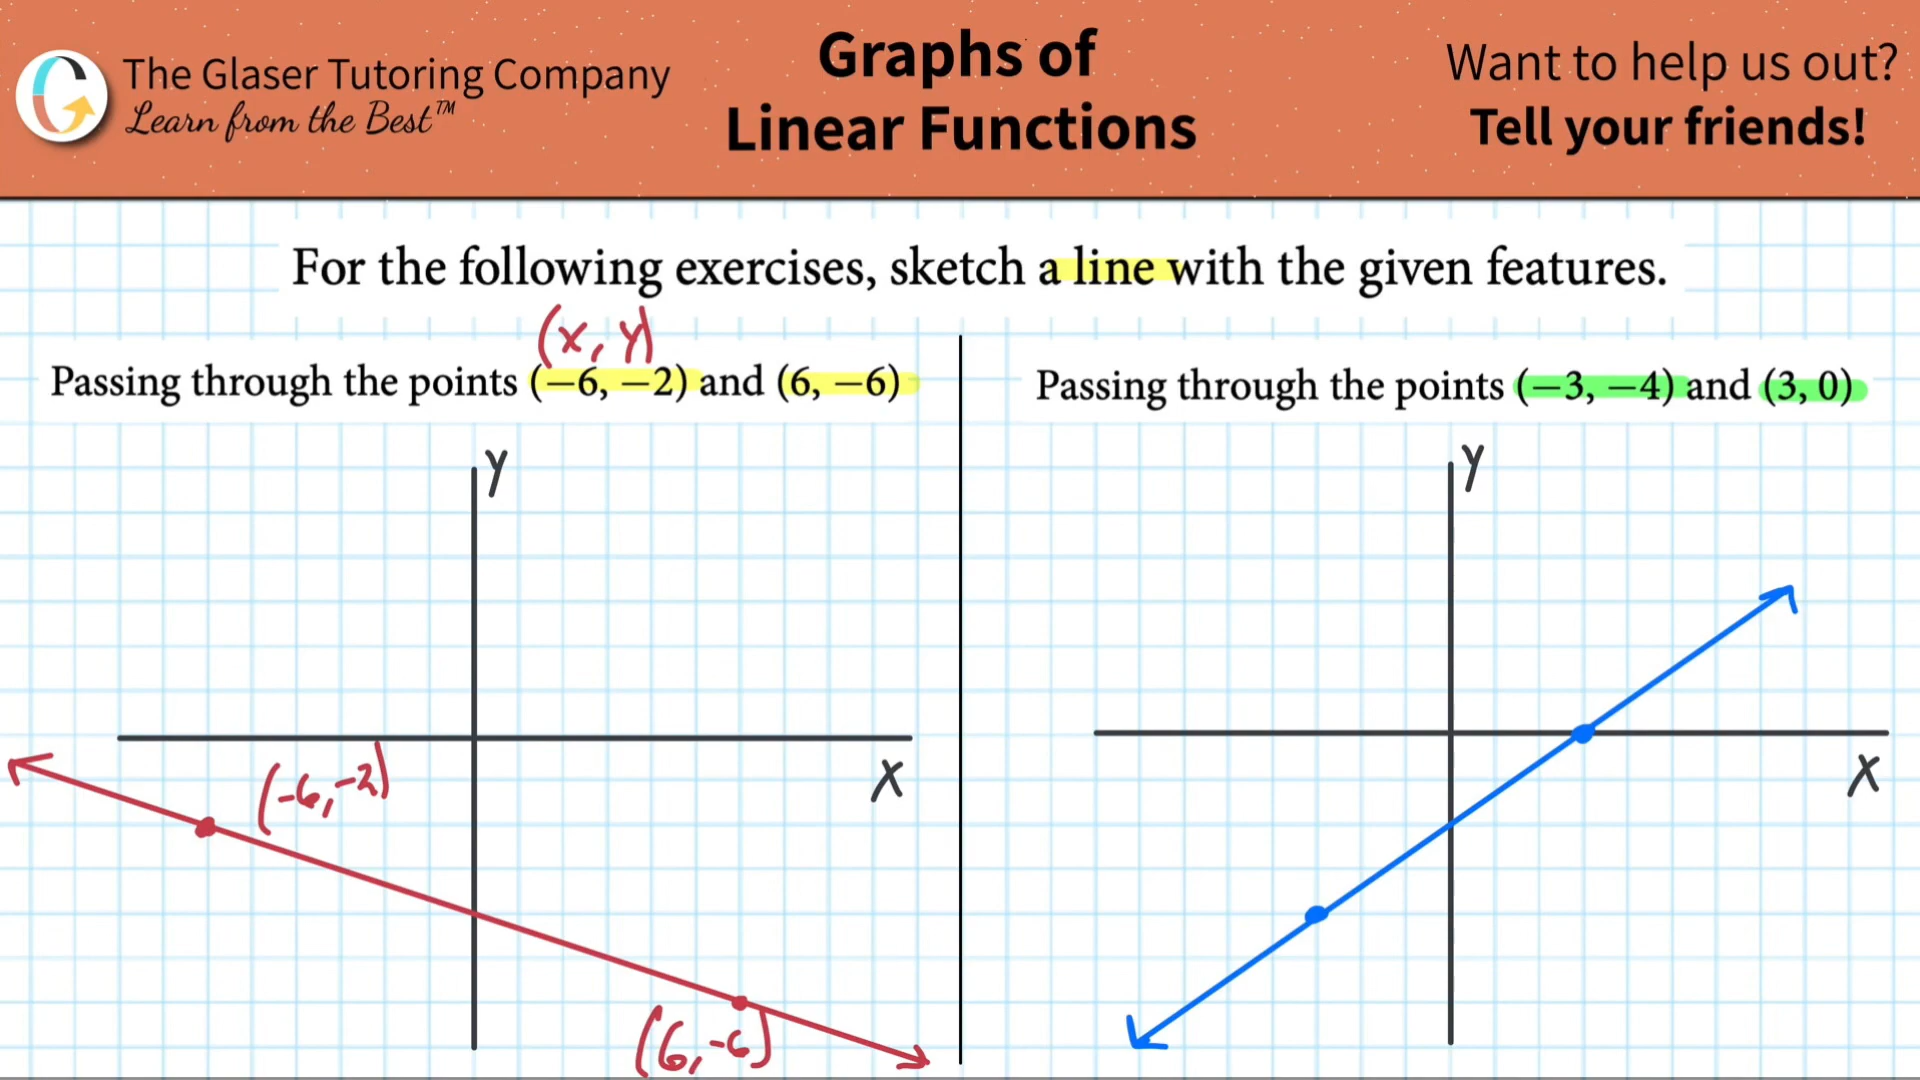 The Glaser Tutoring Company
Learn from the Best™
Graphs of
Linear Functions
Want to help us out?
Tell your friends!
For the following exercises, sketch a line with the given features.
(x, y)
Passing through the points (−6, −2) and (6, −6)
Y
X
(-6, -2)
(6, -6)
Passing through the points (−3, −4) and (3, 0)
Y
X